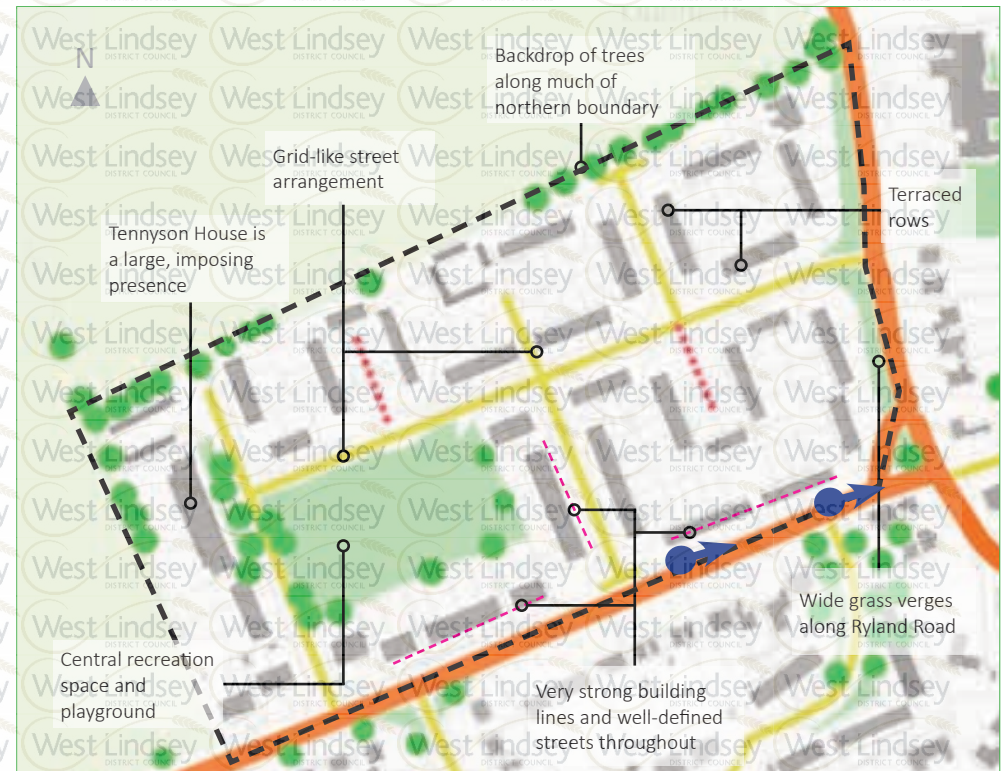 N
Backdrop of trees
along much of
northern boundary
Grid-like street
arrangement
Terraced
rows
Tennyson House is
a large, imposing
presence
Wide grass verges
along Ryland Road
Central recreation
space and
playground
Very strong building
lines and well-defined
streets throughout
West Lindsey
DISTRICT COUNCIL